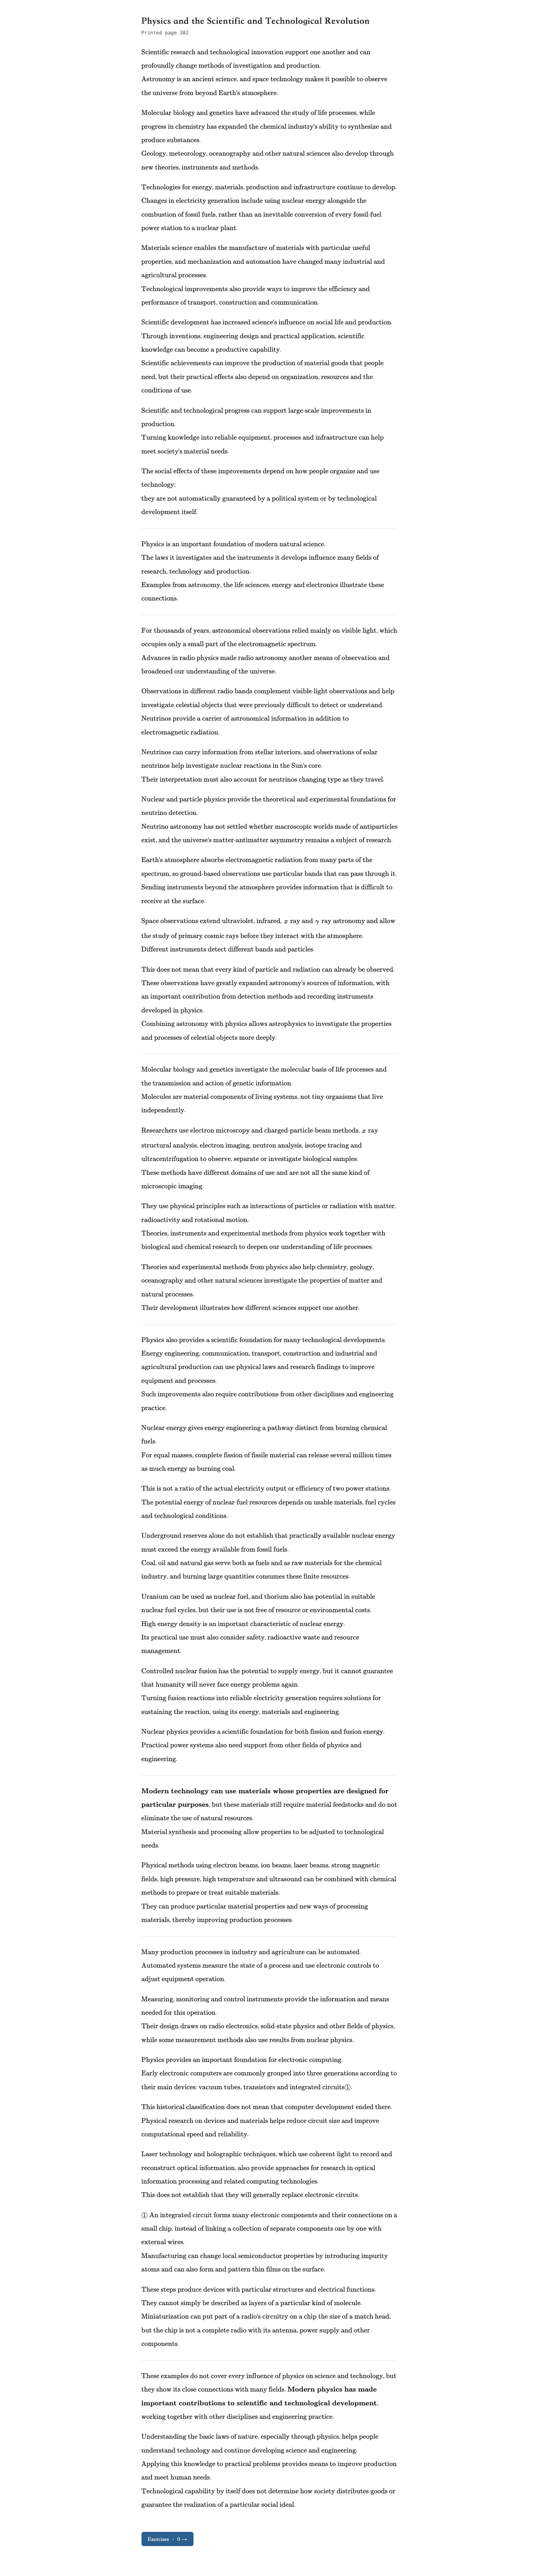 Physics and the Scientific and Technological Revolution
Printed page 382
Scientific research and technological innovation support one another and can
profoundly change methods of investigation and production.
Astronomy is an ancient science, and space technology makes it possible to observe
the universe from beyond Earth's atmosphere.
Molecular biology and genetics have advanced the study of life processes, while
progress in chemistry has expanded the chemical industry's ability to synthesize and
produce substances.
Geology, meteorology, oceanography and other natural sciences also develop through
new theories, instruments and methods.
Technologies for energy, materials, production and infrastructure continue to develop.
Changes in electricity generation include using nuclear energy alongside the
combustion of fossil fuels, rather than an inevitable conversion of every fossil-fuel
power station to a nuclear plant.
Materials science enables the manufacture of materials with particular useful
properties, and mechanization and automation have changed many industrial and
agricultural processes.
Technological improvements also provide ways to improve the efficiency and
performance of transport, construction and communication.
Scientific development has increased science's influence on social life and production.
Through inventions, engineering design and practical application, scientific
knowledge can become a productive capability.
Scientific achievements can improve the production of material goods that people
need, but their practical effects also depend on organization, resources and the
conditions of use.
Scientific and technological progress can support large-scale improvements in
production.
Turning knowledge into reliable equipment, processes and infrastructure can help
meet society's material needs.
The social effects of these improvements depend on how people organize and use
technology;
they are not automatically guaranteed by a political system or by technological
development itself.
Physics is an important foundation of modern natural science.
The laws it investigates and the instruments it develops influence many fields of
research, technology and production.
Examples from astronomy, the life sciences, energy and electronics illustrate these
connections.
For thousands of years, astronomical observations relied mainly on visible light, which
occupies only a small part of the electromagnetic spectrum.
Advances in radio physics made radio astronomy another means of observation and
broadened our understanding of the universe.
Observations in different radio bands complement visible-light observations and help
investigate celestial objects that were previously difficult to detect or understand.
Neutrinos provide a carrier of astronomical information in addition to
electromagnetic radiation.
Neutrinos can carry information from stellar interiors, and observations of solar
neutrinos help investigate nuclear reactions in the Sun's core.
Their interpretation must also account for neutrinos changing type as they travel.
Nuclear and particle physics provide the theoretical and experimental foundations for
neutrino detection.
Neutrino astronomy has not settled whether macroscopic worlds made of antiparticles
exist, and the universe's matter-antimatter asymmetry remains a subject of research.
Earth's atmosphere absorbs electromagnetic radiation from many parts of the
spectrum, so ground-based observations use particular bands that can pass through it.
Sending instruments beyond the atmosphere provides information that is difficult to
receive at the surface.
Space observations extend ultraviolet, infrared, x ray and γ ray astronomy and allow
the study of primary cosmic rays before they interact with the atmosphere.
Different instruments detect different bands and particles.
This does not mean that every kind of particle and radiation can already be observed.
These observations have greatly expanded astronomy's sources of information, with
an important contribution from detection methods and recording instruments
developed in physics.
Combining astronomy with physics allows astrophysics to investigate the properties
and processes of celestial objects more deeply.
Molecular biology and genetics investigate the molecular basis of life processes and
the transmission and action of genetic information.
Molecules are material components of living systems, not tiny organisms that live
independently.
Researchers use electron microscopy and charged-particle-beam methods, x ray
structural analysis, electron imaging, neutron analysis, isotope tracing and
ultracentrifugation to observe, separate or investigate biological samples.
These methods have different domains of use and are not all the same kind of
microscopic imaging.
They use physical principles such as interactions of particles or radiation with matter,
radioactivity and rotational motion.
Theories, instruments and experimental methods from physics work together with
biological and chemical research to deepen our understanding of life processes.
Theories and experimental methods from physics also help chemistry, geology,
oceanography and other natural sciences investigate the properties of matter and
natural processes.
Their development illustrates how different sciences support one another.
Physics also provides a scientific foundation for many technological developments.
Energy engineering, communication, transport, construction and industrial and
agricultural production can use physical laws and research findings to improve
equipment and processes.
Such improvements also require contributions from other disciplines and engineering
practice.
Nuclear energy gives energy engineering a pathway distinct from burning chemical
fuels.
For equal masses, complete fission of fissile material can release several million times
as much energy as burning coal.
This is not a ratio of the actual electricity output or efficiency of two power stations.
The potential energy of nuclear-fuel resources depends on usable materials, fuel cycles
and technological conditions.
Underground reserves alone do not establish that practically available nuclear energy
must exceed the energy available from fossil fuels.
Coal, oil and natural gas serve both as fuels and as raw materials for the chemical
industry, and burning large quantities consumes these finite resources.
Uranium can be used as nuclear fuel, and thorium also has potential in suitable
nuclear fuel cycles, but their use is not free of resource or environmental costs.
High energy density is an important characteristic of nuclear energy.
Its practical use must also consider safety, radioactive waste and resource
management.
Controlled nuclear fusion has the potential to supply energy, but it cannot guarantee
that humanity will never face energy problems again.
Turning fusion reactions into reliable electricity generation requires solutions for
sustaining the reaction, using its energy, materials and engineering.
Nuclear physics provides a scientific foundation for both fission and fusion energy.
Practical power systems also need support from other fields of physics and
engineering.
Modern technology can use materials whose properties are designed for
particular purposes, but these materials still require material feedstocks and do not
eliminate the use of natural resources.
Material synthesis and processing allow properties to be adjusted to technological
needs.
Physical methods using electron beams, ion beams, laser beams, strong magnetic
fields, high pressure, high temperature and ultrasound can be combined with chemical
methods to prepare or treat suitable materials.
They can produce particular material properties and new ways of processing
materials, thereby improving production processes.
Many production processes in industry and agriculture can be automated.
Automated systems measure the state of a process and use electronic controls to
adjust equipment operation.
Measuring, monitoring and control instruments provide the information and means
needed for this operation.
Their design draws on radio electronics, solid-state physics and other fields of physics,
while some measurement methods also use results from nuclear physics.
Physics provides an important foundation for electronic computing.
Early electronic computers are commonly grouped into three generations according to
their main devices: vacuum tubes, transistors and integrated circuits①.
This historical classification does not mean that computer development ended there.
Physical research on devices and materials helps reduce circuit size and improve
computational speed and reliability.
Laser technology and holographic techniques, which use coherent light to record and
reconstruct optical information, also provide approaches for research in optical
information processing and related computing technologies.
This does not establish that they will generally replace electronic circuits.
① An integrated circuit forms many electronic components and their connections on a
small chip, instead of linking a collection of separate components one by one with
external wires.
Manufacturing can change local semiconductor properties by introducing impurity
atoms and can also form and pattern thin films on the surface.
These steps produce devices with particular structures and electrical functions.
They cannot simply be described as layers of a particular kind of molecule.
Miniaturization can put part of a radio's circuitry on a chip the size of a match head,
but the chip is not a complete radio with its antenna, power supply and other
components.
These examples do not cover every influence of physics on science and technology, but
they show its close connections with many fields. Modern physics has made
important contributions to scientific and technological development,
working together with other disciplines and engineering practice.
Understanding the basic laws of nature, especially through physics, helps people
understand technology and continue developing science and engineering.
Applying this knowledge to practical problems provides means to improve production
and meet human needs.
Technological capability by itself does not determine how society distributes goods or
guarantee the realization of a particular social ideal.
Exercises · 0 →